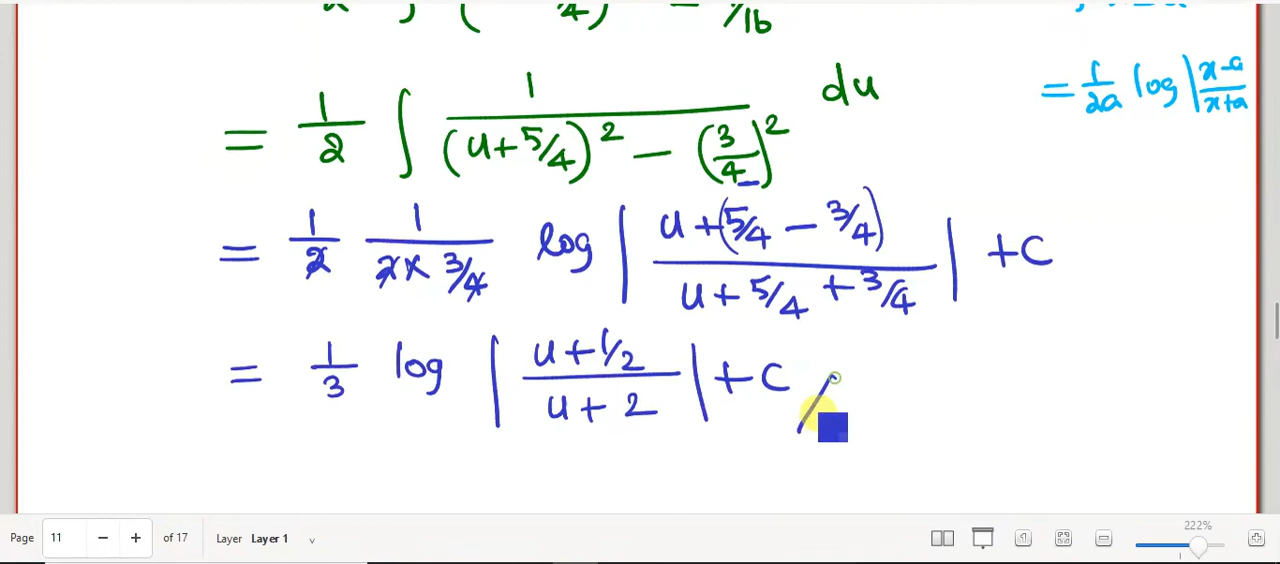 1/16
= 1/2 ∫ 1/((u+5/4)² − (3/4)²) du
= 1/2a log |x-a/x+a
= 1/2 1/(2× 3/4) log |(u+(5/4 − 3/4))/(u+5/4 +3/4)| +C
= 1/3 log |(u+1/2)/(u+2)| +C
Page 11 − + of 17 Layer Layer 1 222%